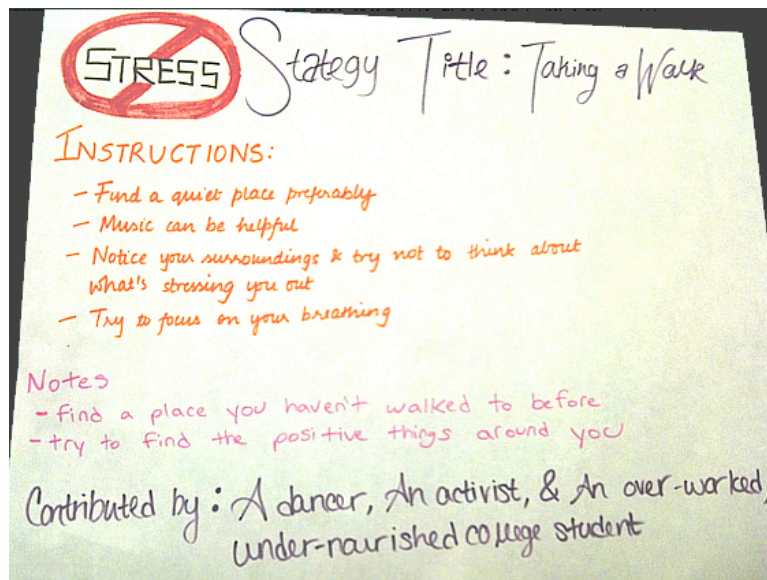 STRESS Stategy Title: Taking a Walk
INSTRUCTIONS:
- Find a quiet place preferably
- Music can be helpful
- Notice your surroundings & try not to think about
what's stressing you out
- Try to focus on your breathing
Notes
- find a place you haven't walked to before
- try to find the positive things around you
Contributed by: A dancer, An activist, & An over-worked,
under-nourished college student